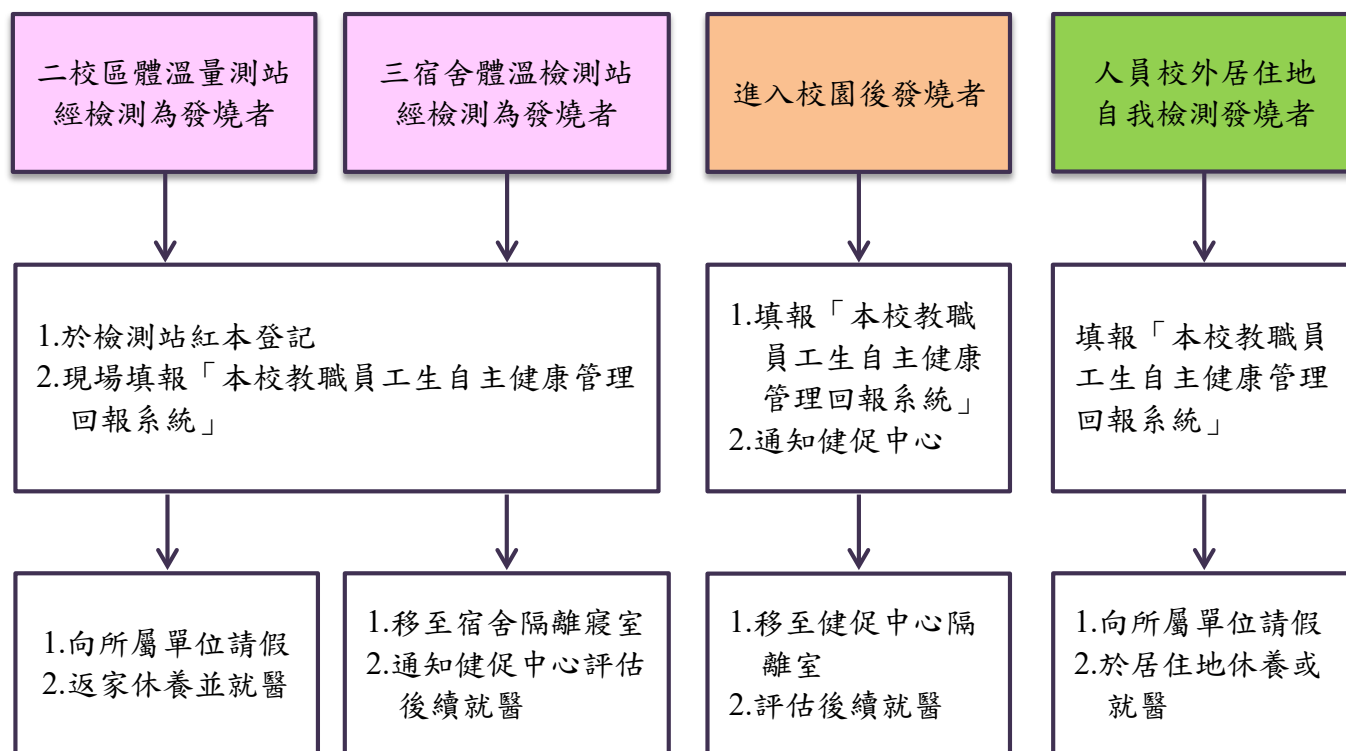 二校區體溫量測站
經檢測為發燒者
三宿舍體溫檢測站
經檢測為發燒者
進入校園後發燒者
人員校外居住地
自我檢測發燒者
1.於檢測站紅本登記
2.現場填報「本校教職員工生自主健康管理
回報系統」
1.填報「本校教職
員工生自主健康
管理回報系統」
2.通知健促中心
填報「本校教職員
工生自主健康管理
回報系統」
1.向所屬單位請假
2.返家休養並就醫
1.移至宿舍隔離寢室
2.通知健促中心評估
後續就醫
1.移至健促中心隔
離室
2.評估後續就醫
1.向所屬單位請假
2.於居住地休養或
就醫